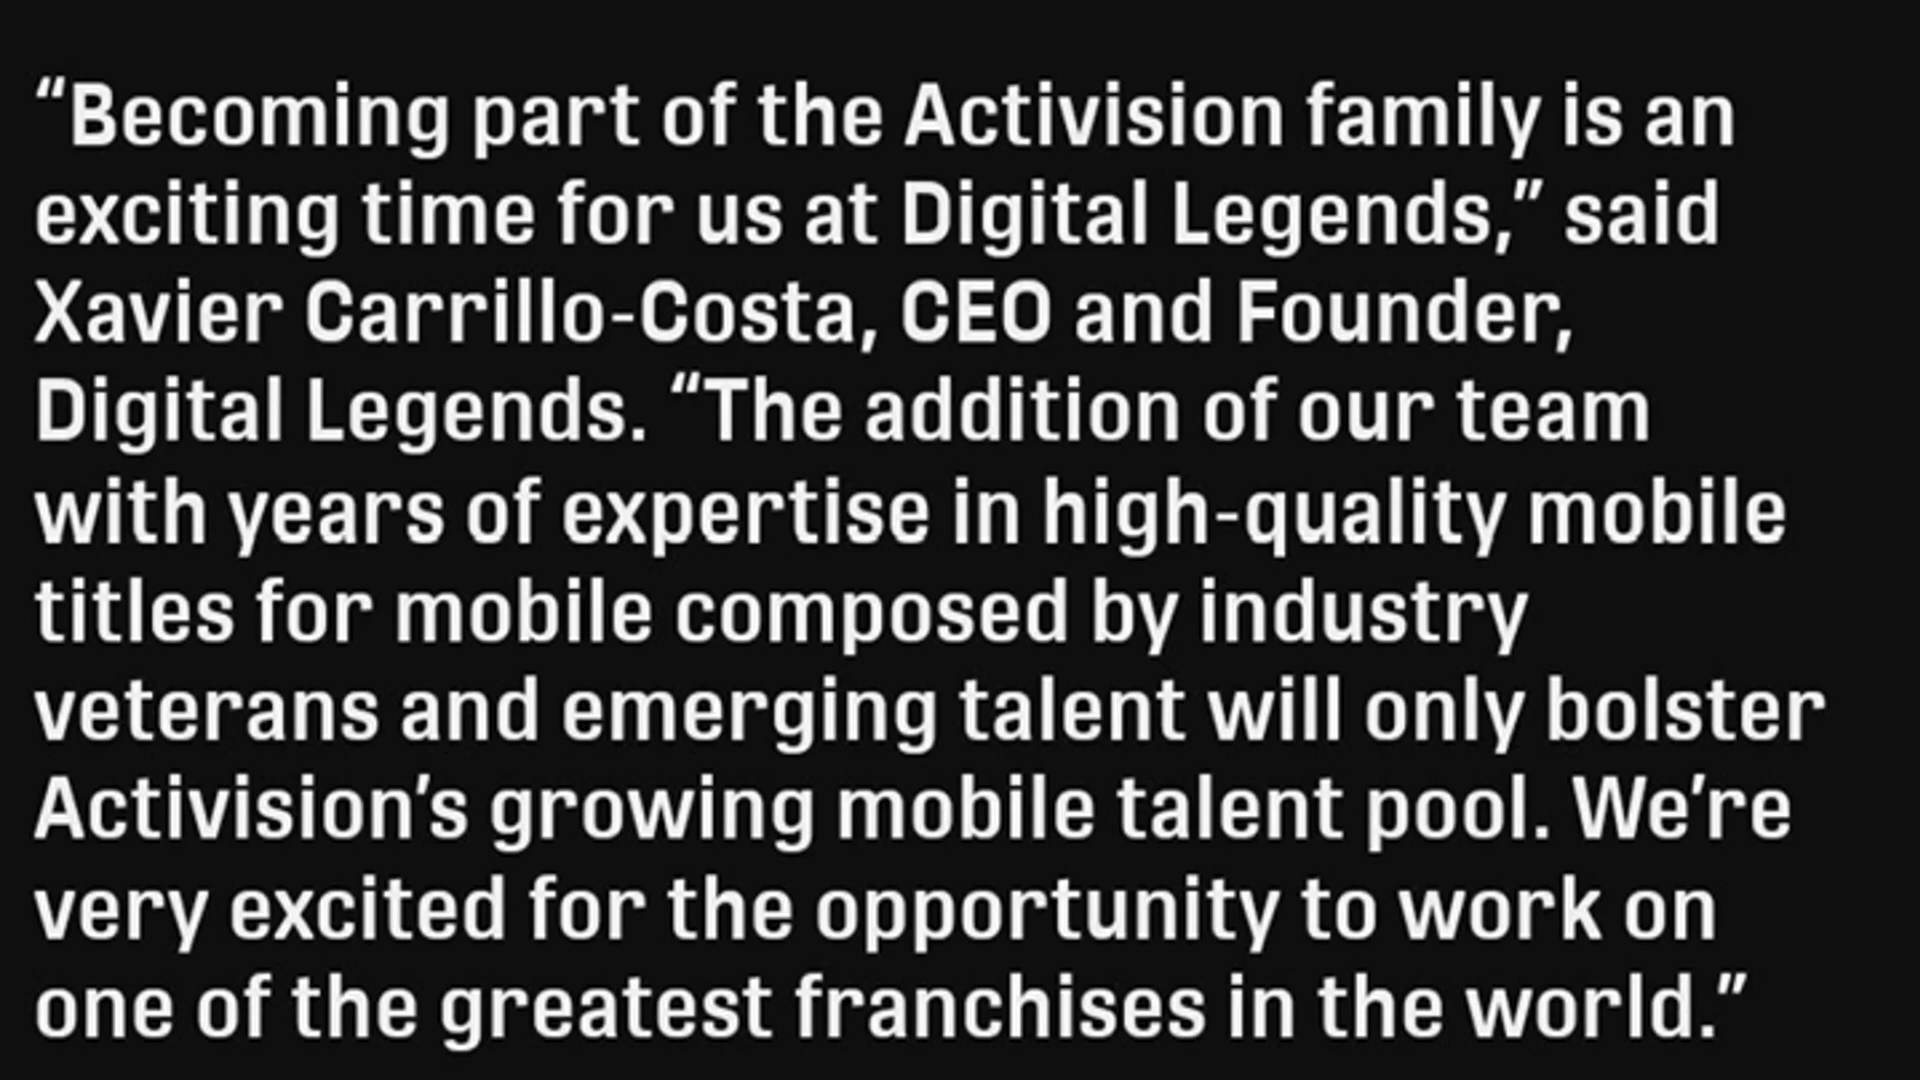 “Becoming part of the Activision family is an
exciting time for us at Digital Legends,” said
Xavier Carrillo-Costa, CEO and Founder,
Digital Legends. “The addition of our team
with years of expertise in high-quality mobile
titles for mobile composed by industry
veterans and emerging talent will only bolster
Activision’s growing mobile talent pool. We’re
very excited for the opportunity to work on
one of the greatest franchises in the world.”